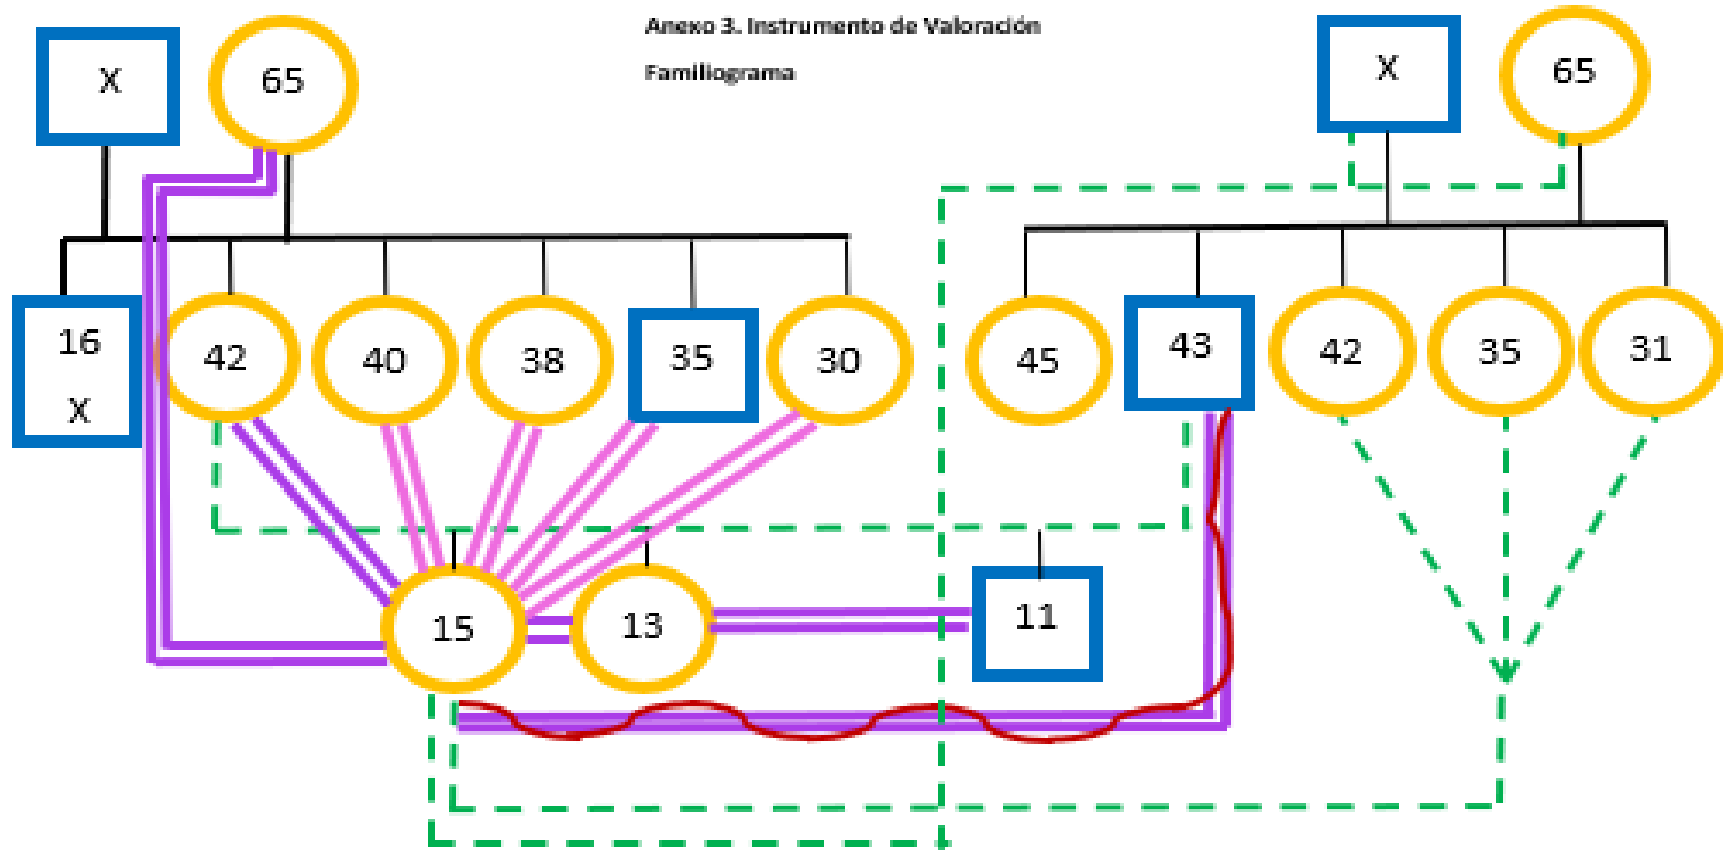 Anexo 3. Instrumento de Valoración
Familiograma
X 65 X 65
16 42 40 38 35 30 45 43 42 35 31
X
15 13 11